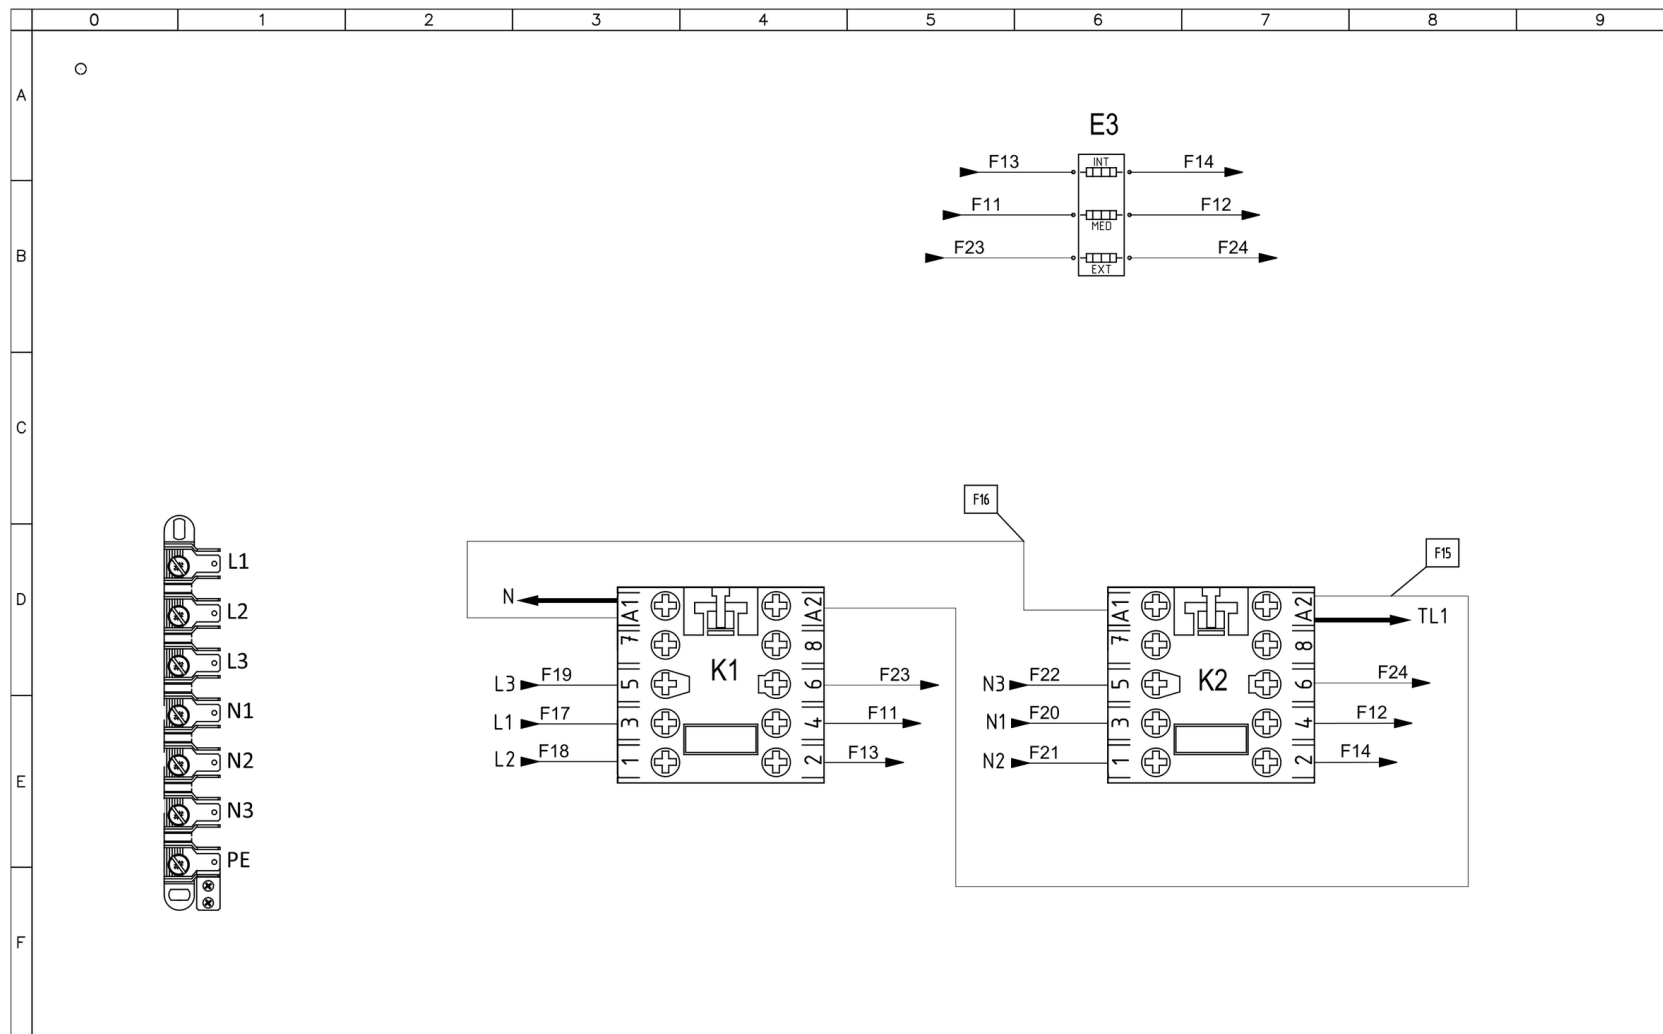 0 1 2 3 4 5 6 7 8 9
A
E3
F13 INT F14
F11 F12
MED
B
F23 F24
EXT
C
F16
F15
L1
D
N A1 A2 A1 A2 TL1
L2
7 8 7 8
L3
K1 K2
L3 F19 5 6 F23 N3 F22 5 6 F24
N1
L1 F17 3 4 F11 N1 F20 3 4 F12
N2
L2 F18 1 2 F13 N2 F21 1 2 F14
E
N3
PE
F